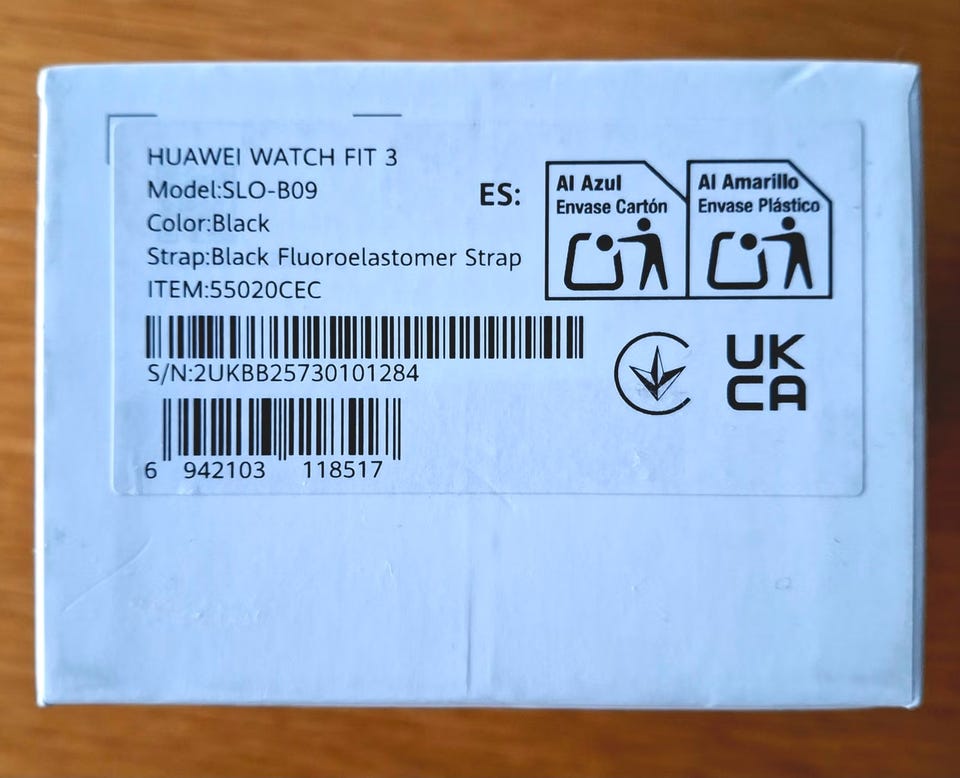 HUAWEI WATCH FIT 3
Model:SLO-B09
Color:Black
Strap:Black Fluoroelastomer Strap
ITEM:55020CEC
S/N:2UKBB25730101284
6 942103 118517
ES:
Al Azul
Envase Cartón
Al Amarillo
Envase Plástico
UK
CA